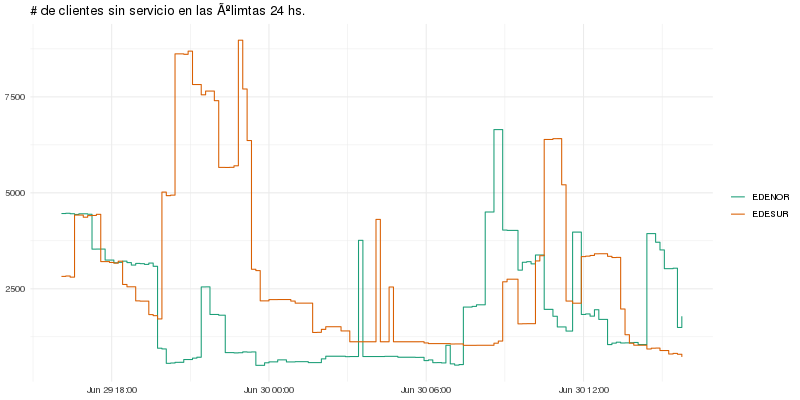 # de clientes sin servicio en las Ãºlimtas 24 hs.
7500
5000
2500
Jun 29 18:00
Jun 30 00:00
Jun 30 06:00
Jun 30 12:00
EDENOR
EDESUR